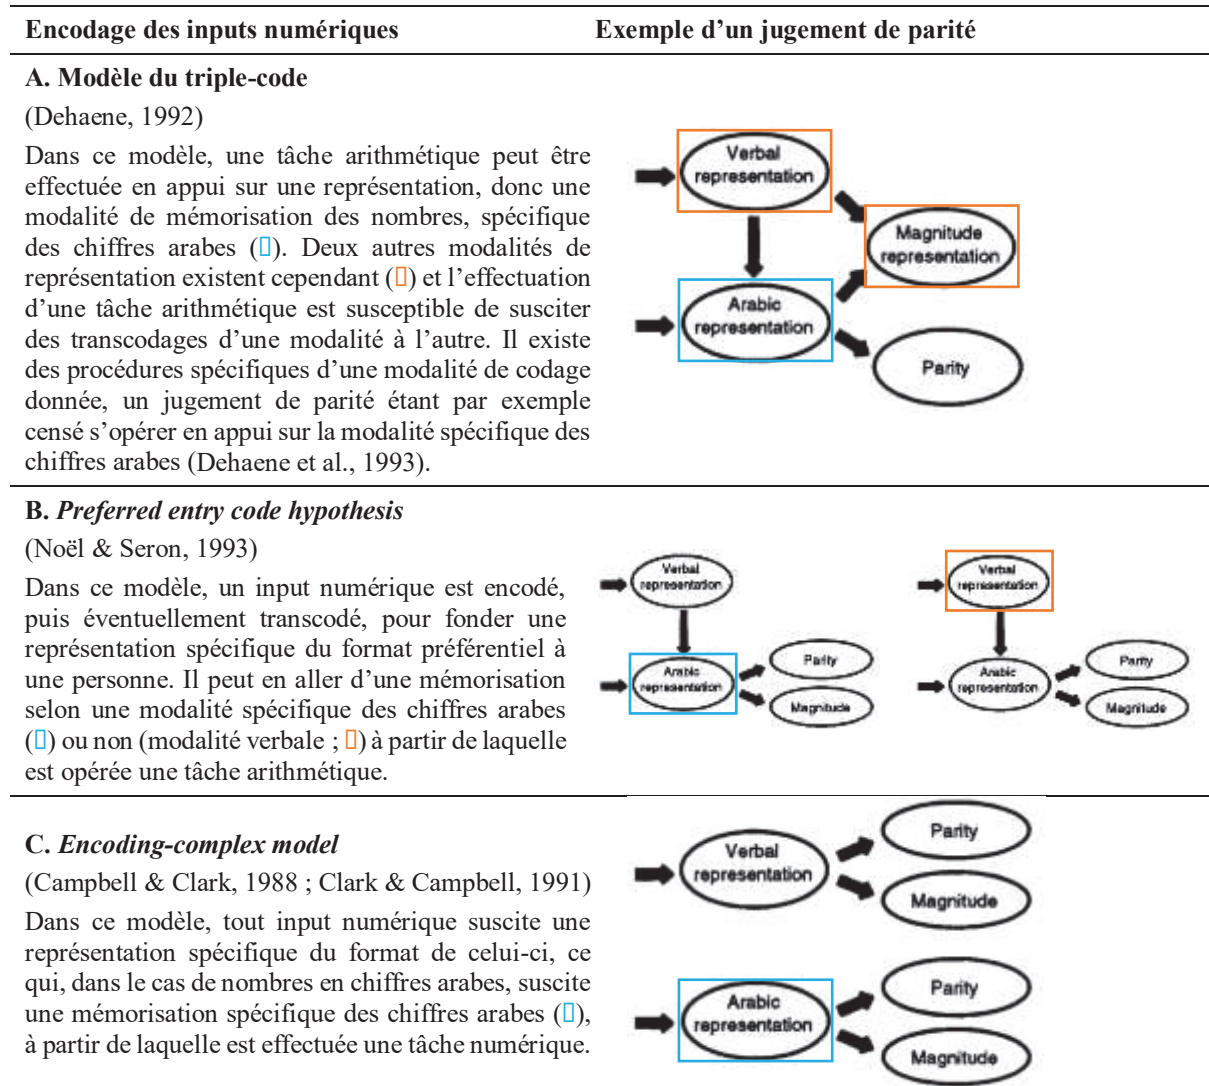 Encodage des inputs numériques
Exemple d’un jugement de parité
A. Modèle du triple-code
(Dehaene, 1992)
Dans ce modèle, une tâche arithmétique peut être
effectuée en appui sur une représentation, donc une
modalité de mémorisation des nombres, spécifique
des chiffres arabes (▯). Deux autres modalités de
représentation existent cependant (▯) et l’effectuation
d’une tâche arithmétique est susceptible de susciter
des transcodages d’une modalité à l’autre. Il existe
des procédures spécifiques d’une modalité de codage
donnée, un jugement de parité étant par exemple
censé s’opérer en appui sur la modalité spécifique des
chiffres arabes (Dehaene et al., 1993).
Verbal
representation
Magnitude
representation
Arabic
representation
Parity
B. Preferred entry code hypothesis
(Noël & Seron, 1993)
Dans ce modèle, un input numérique est encodé,
puis éventuellement transcodé, pour fonder une
représentation spécifique du format préférentiel à
une personne. Il peut en aller d’une mémorisation
selon une modalité spécifique des chiffres arabes
(▯) ou non (modalité verbale ; ▯) à partir de laquelle
est opérée une tâche arithmétique.
Verbal
representation
Arabic
representation
Parity
Magnitude
Verbal
representation
Arabic
representation
Parity
Magnitude
C. Encoding-complex model
(Campbell & Clark, 1988 ; Clark & Campbell, 1991)
Dans ce modèle, tout input numérique suscite une
représentation spécifique du format de celui-ci, ce
qui, dans le cas de nombres en chiffres arabes, suscite
une mémorisation spécifique des chiffres arabes (▯),
à partir de laquelle est effectuée une tâche numérique.
Verbal
representation
Parity
Magnitude
Arabic
representation
Parity
Magnitude